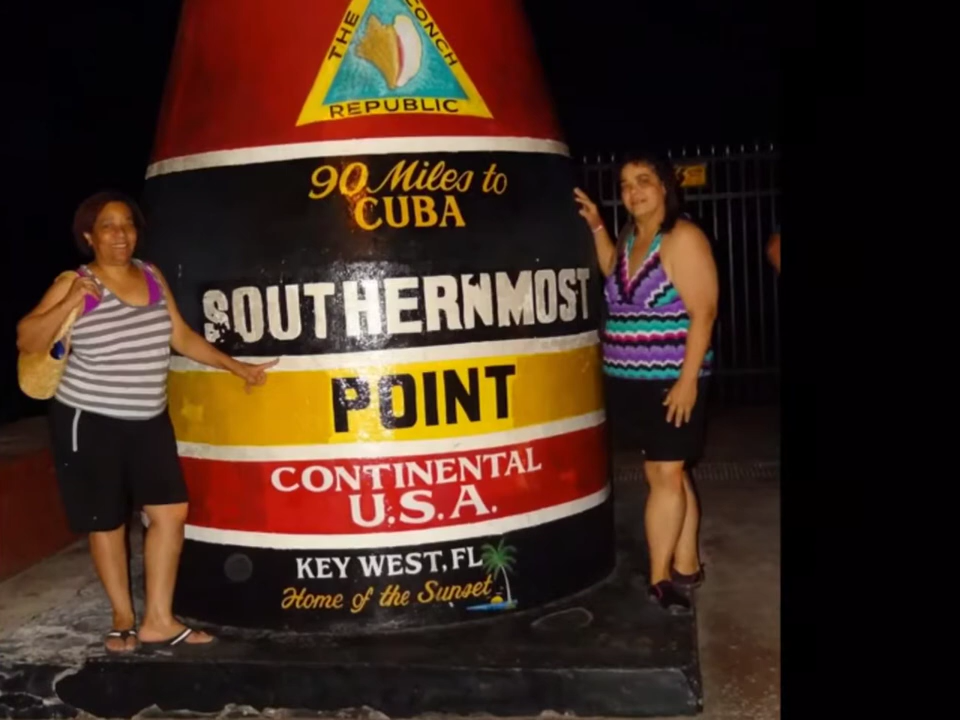 THE CONCH
REPUBLIC
90 Miles to
CUBA
SOUTHERNMOST
POINT
CONTINENTAL
U.S.A.
KEY WEST, FL
Home of the Sunset